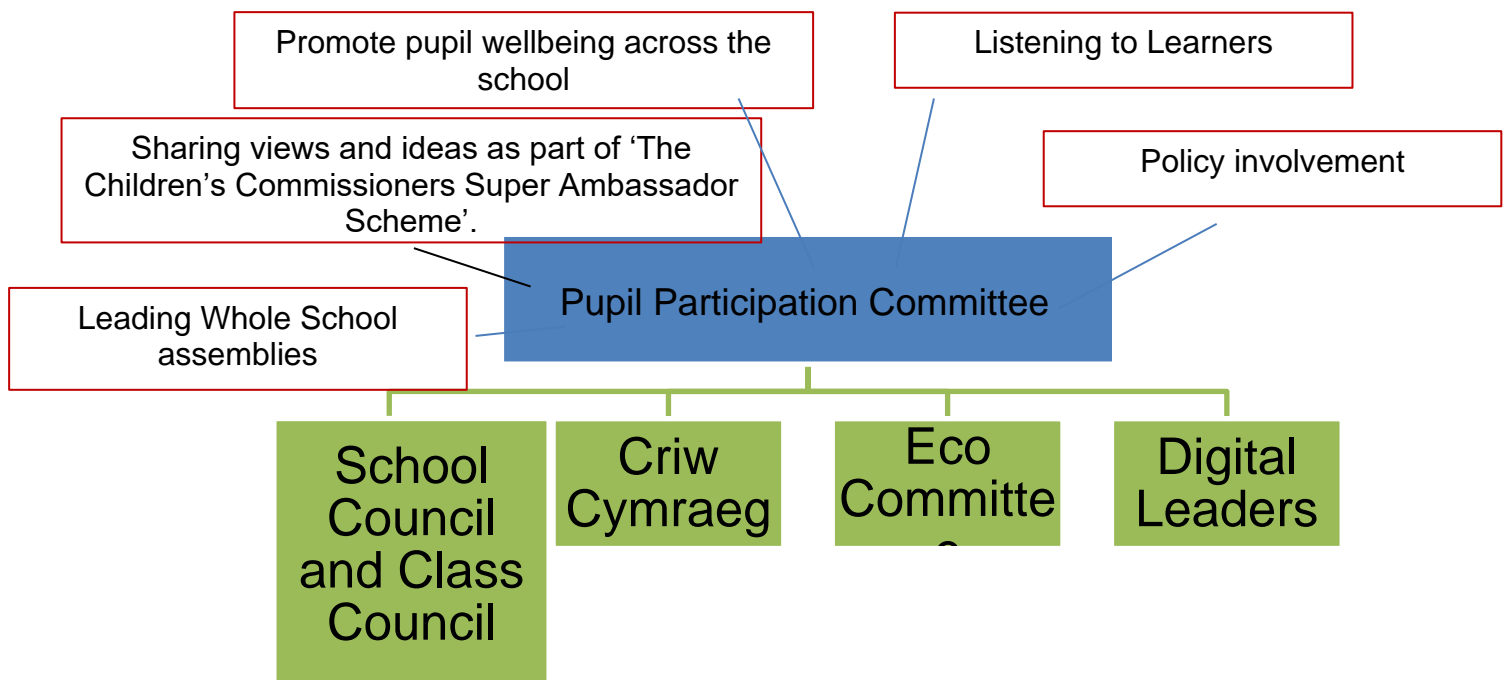 Promote pupil wellbeing across the
school
Listening to Learners
Sharing views and ideas as part of ‘The
Children’s Commissioners Super Ambassador
Scheme’.
Policy involvement
Pupil Participation Committee
Leading Whole School
assemblies
School
Council
and Class
Council
Criw
Cymraeg
Eco
Committe
e
Digital
Leaders